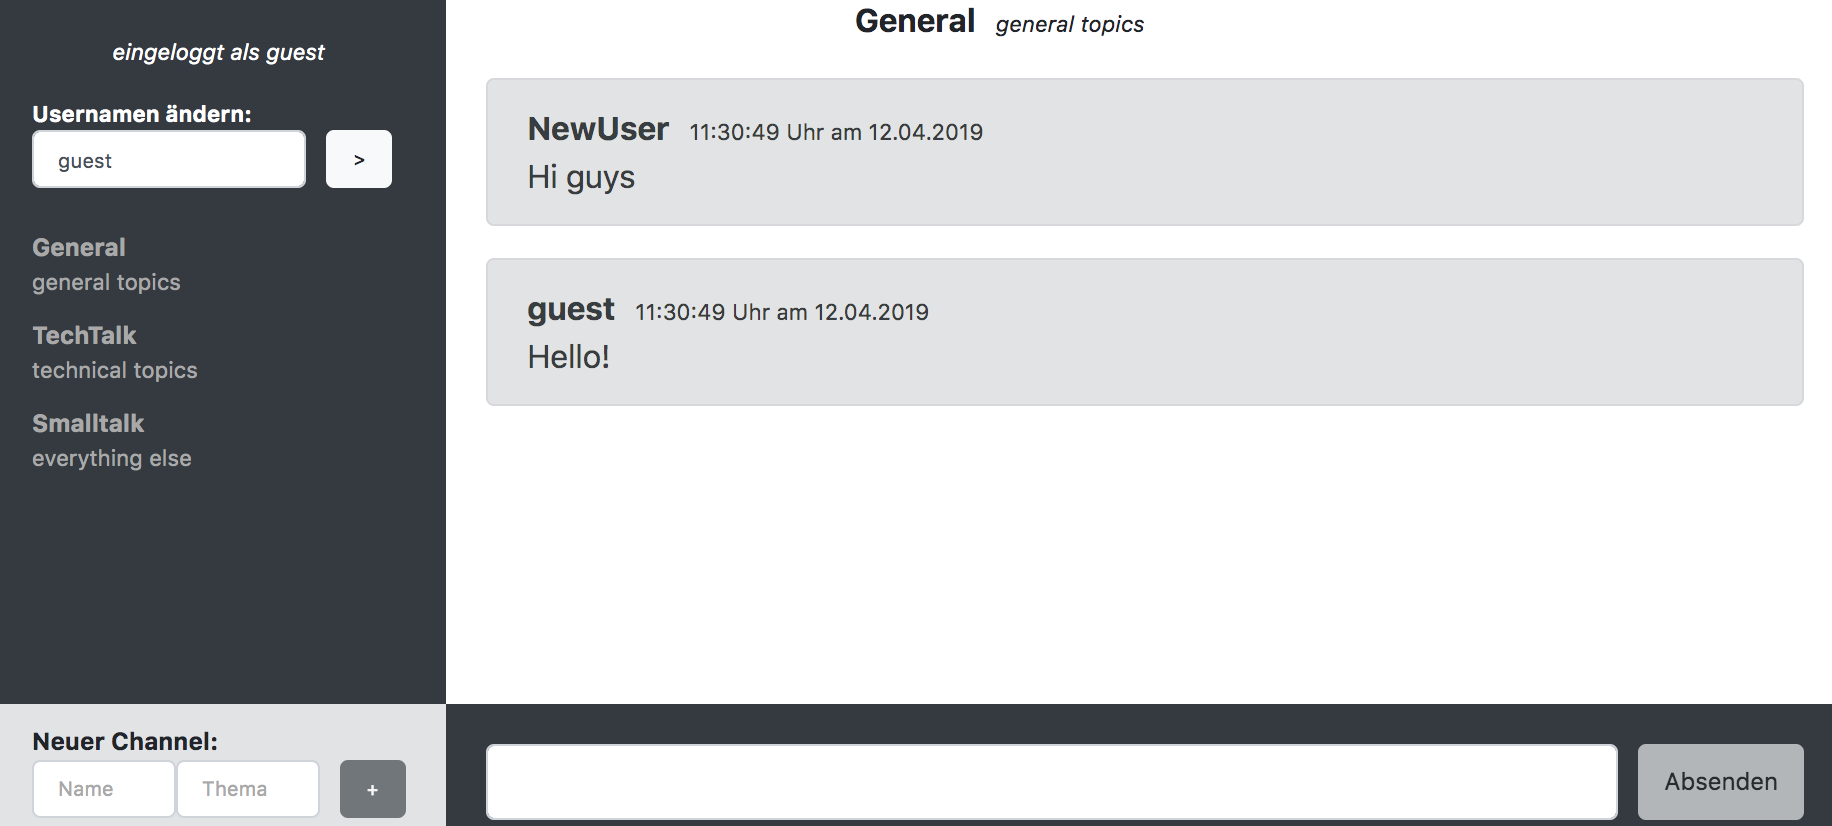 eingeloggt als guest
Usernamen ändern:
guest
>
General
general topics
TechTalk
technical topics
Smalltalk
everything else
Neuer Channel:
Name
Thema
+
General general topics
NewUser 11:30:49 Uhr am 12.04.2019
Hi guys
guest 11:30:49 Uhr am 12.04.2019
Hello!
Absenden